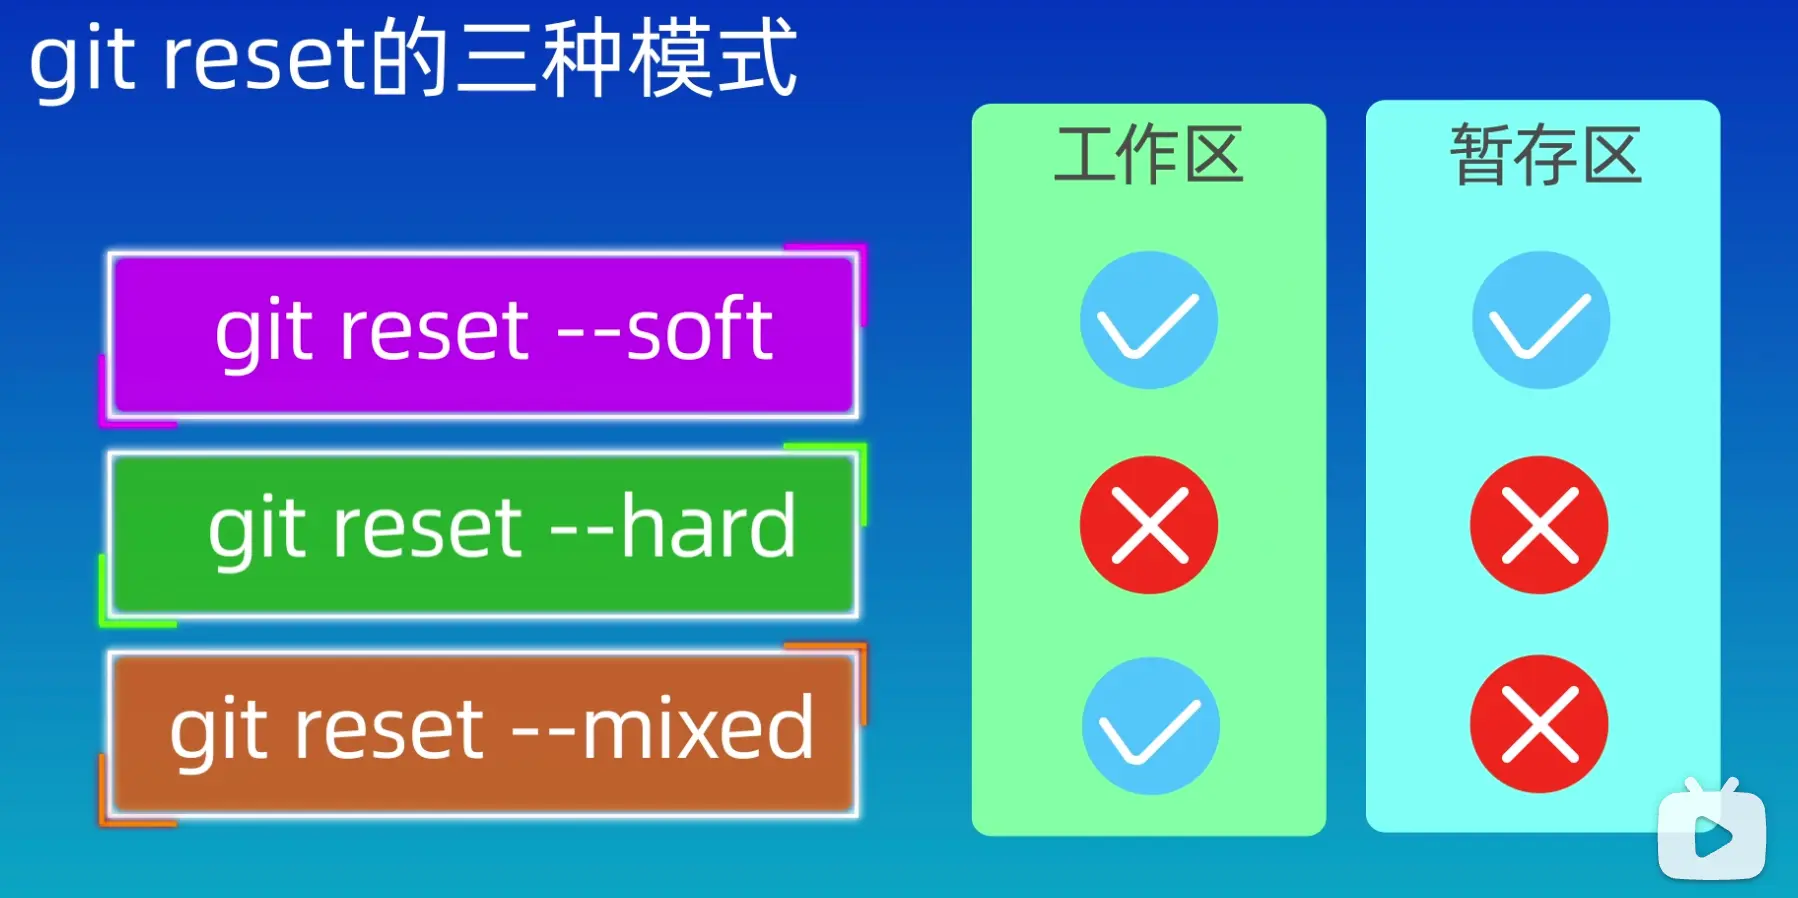 git reset的三种模式
工作区
暂存区
git reset --soft
git reset --hard
git reset --mixed